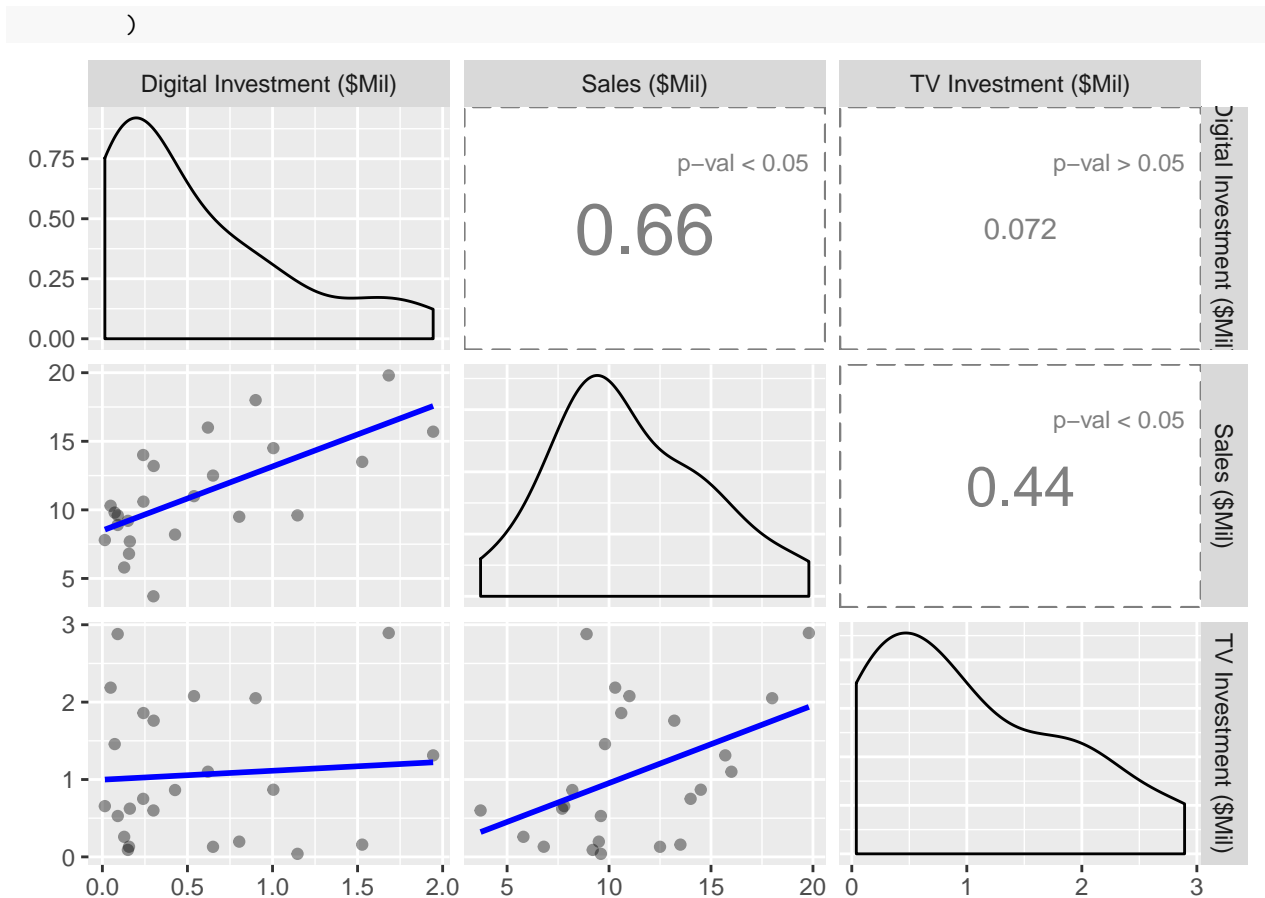 )
Digital Investment ($Mil) Sales ($Mil) TV Investment ($Mil)
0.75
0.50
0.25
0.00
p−val < 0.05
0.66
p−val > 0.05
0.072
Digital Investment ($Mil
20
15
10
5
p−val < 0.05
0.44
Sales ($Mil)
3
2
1
0
TV Investment ($Mil)
0.0 0.5 1.0 1.5 2.0 5 10 15 20 0 1 2 3